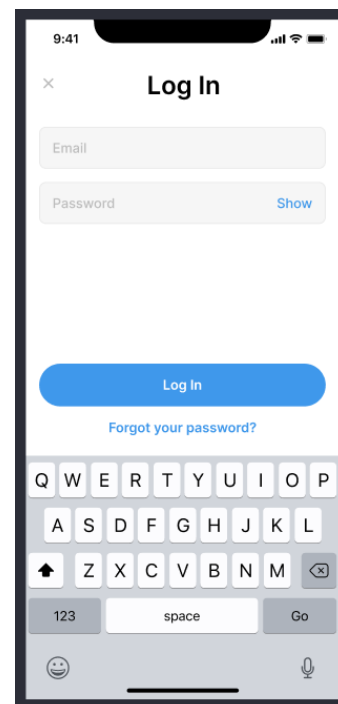 9:41
Log In
Email
Password Show
Log In
Forgot your password?
Q W E R T Y U I O P
A S D F G H J K L
Z X C V B N M
123 space Go